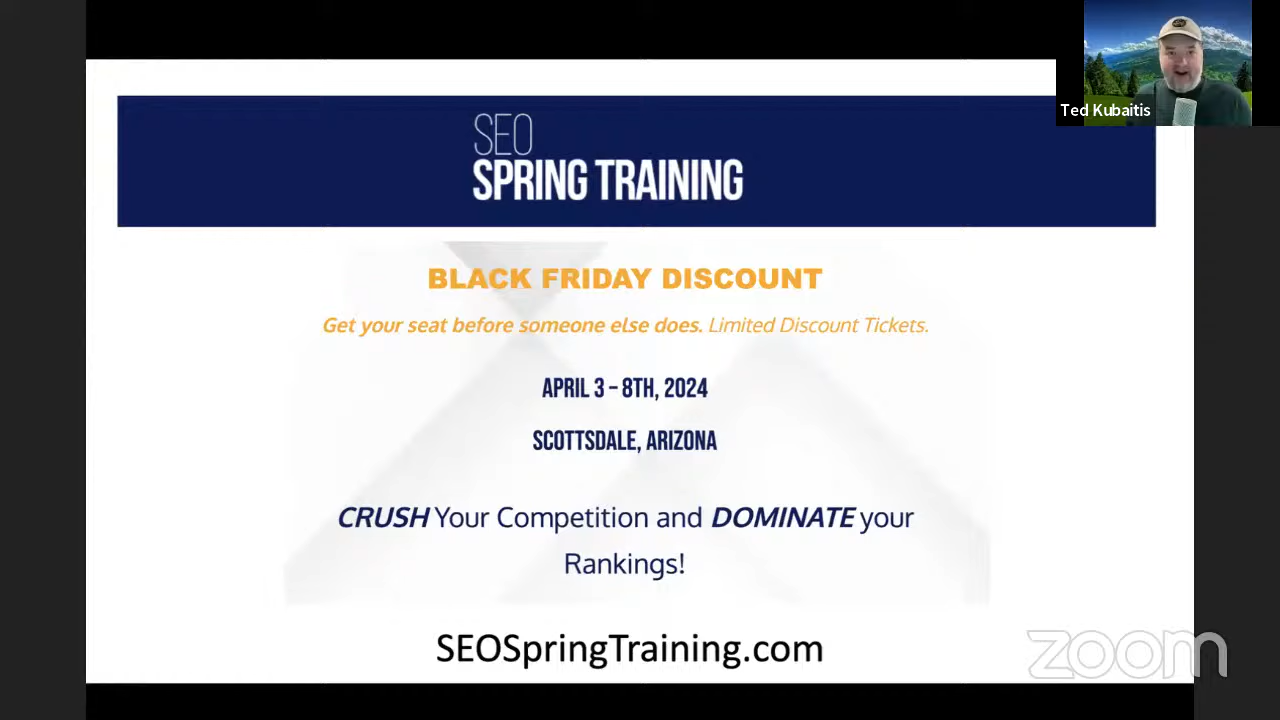 Ted Kubaitis
SEO
SPRING TRAINING
BLACK FRIDAY DISCOUNT
Get your seat before someone else does. Limited Discount Tickets.
APRIL 3 – 8TH, 2024
SCOTTSDALE, ARIZONA
CRUSH Your Competition and DOMINATE your
Rankings!
SEOSpringTraining.com
zoom